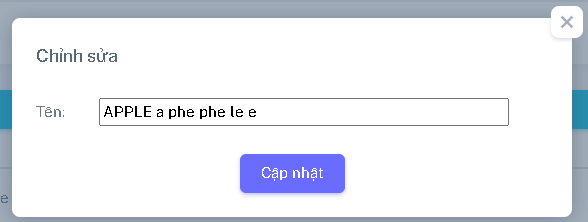 Chỉnh sửa
Tên: APPLE a phe phe le e
Cập nhật
e